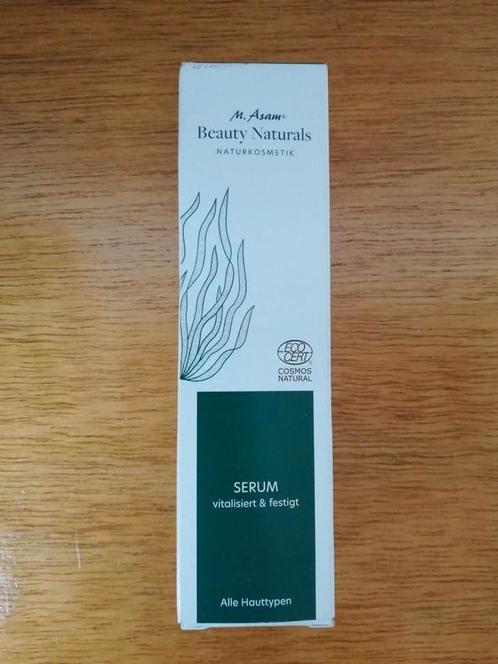 M. Asam®
Beauty Naturals
NATURKOSMETIK
ECO
CERT®
COSMOS
NATURAL
SERUM
vitalisiert & festigt
Alle Hauttypen